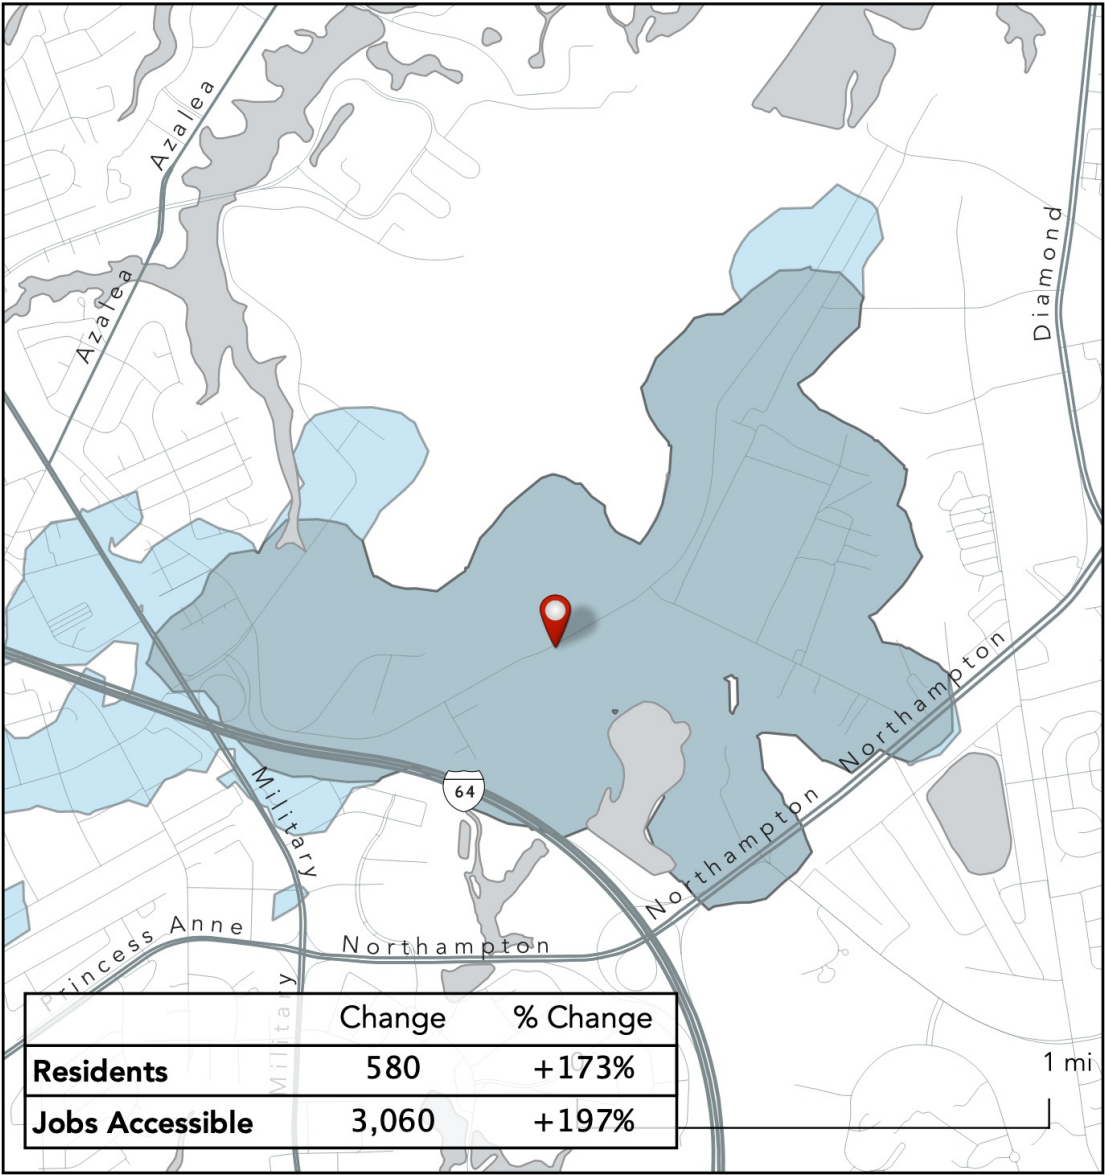 Azalea
Azalea
Diamond
Northampton
64
Military
Northampton
Princess Anne
Northampton
Military
Change % Change
Residents 580 +173%
Jobs Accessible 3,060 +197%
0
1 mi